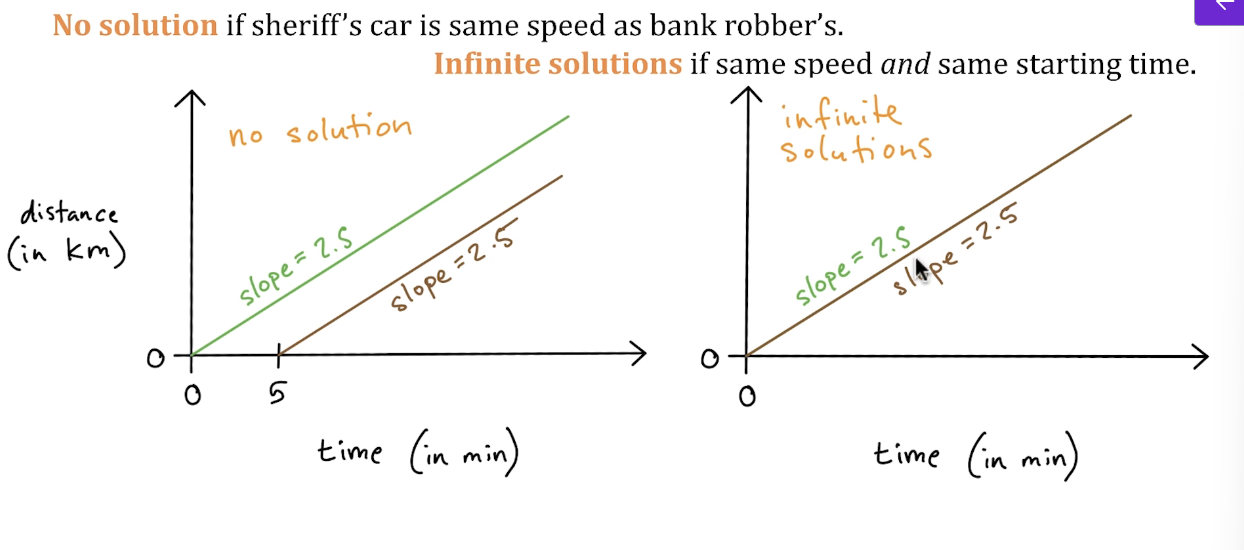 No solution if sheriff's car is same speed as bank robber's.
Infinite solutions if same speed and same starting time.
no solution
distance
(in km)
slope = 2.5
slope = 2.5
0
0
5
time (in min)
infinite
solutions
slope = 2.5
slope = 2.5
0
0
time (in min)